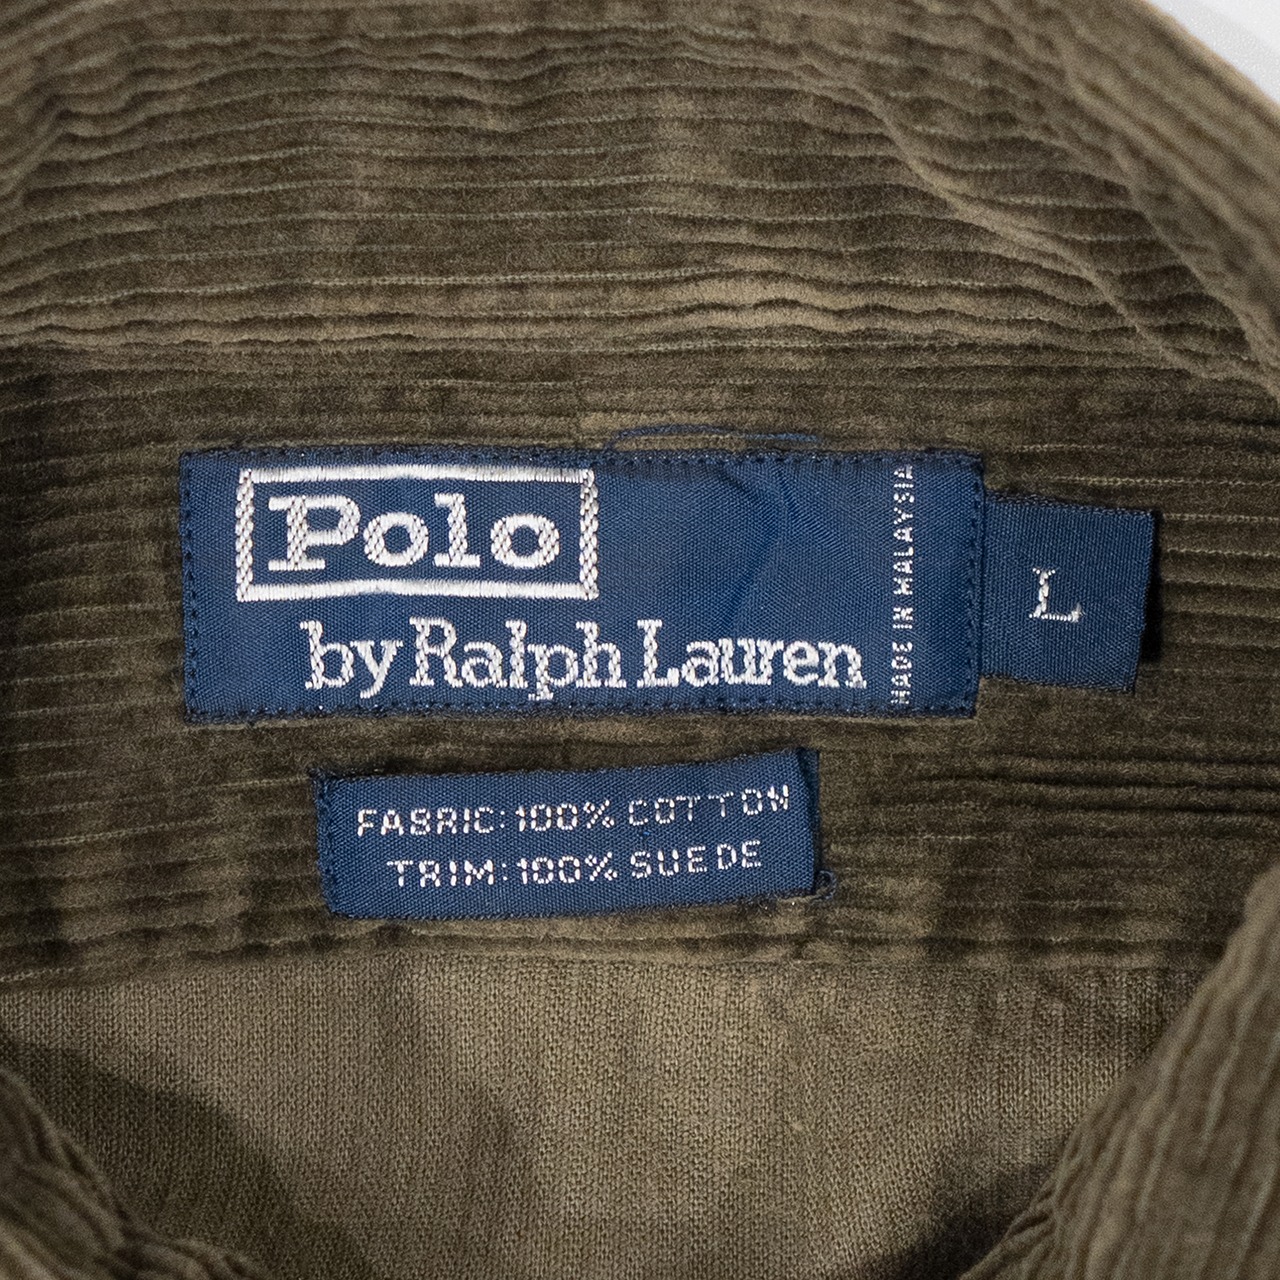 Polo
by Ralph Lauren
MADE IN MALAYSIA
L
FABRIC: 100% COTTON
TRIM: 100% SUEDE